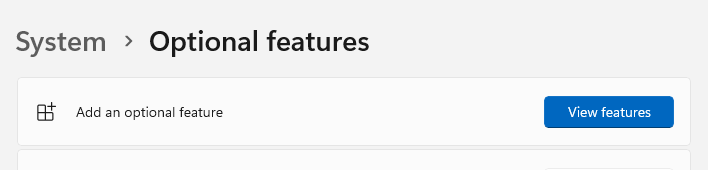 System > Optional features
Add an optional feature
View features